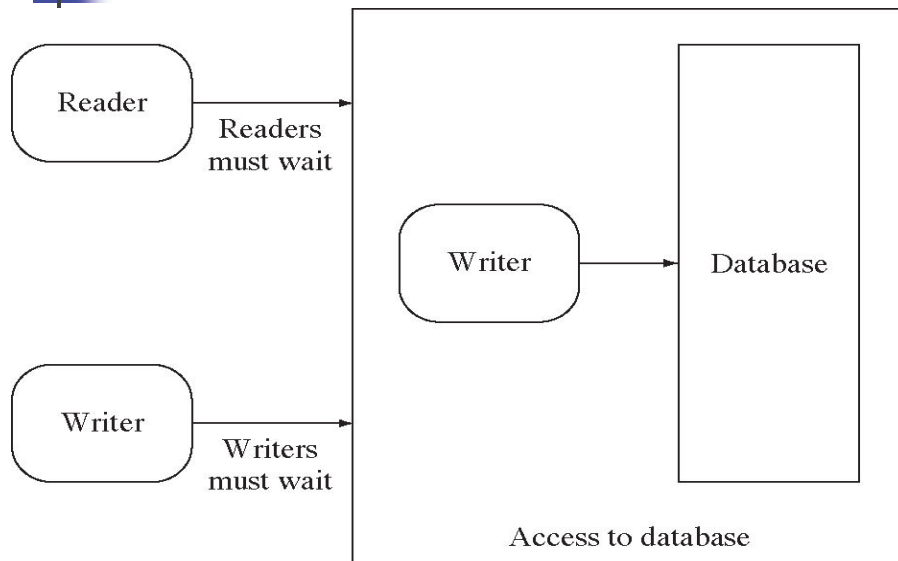 Reader
Readers
must wait
Writer
Database
Writer
Writers
must wait
Access to database